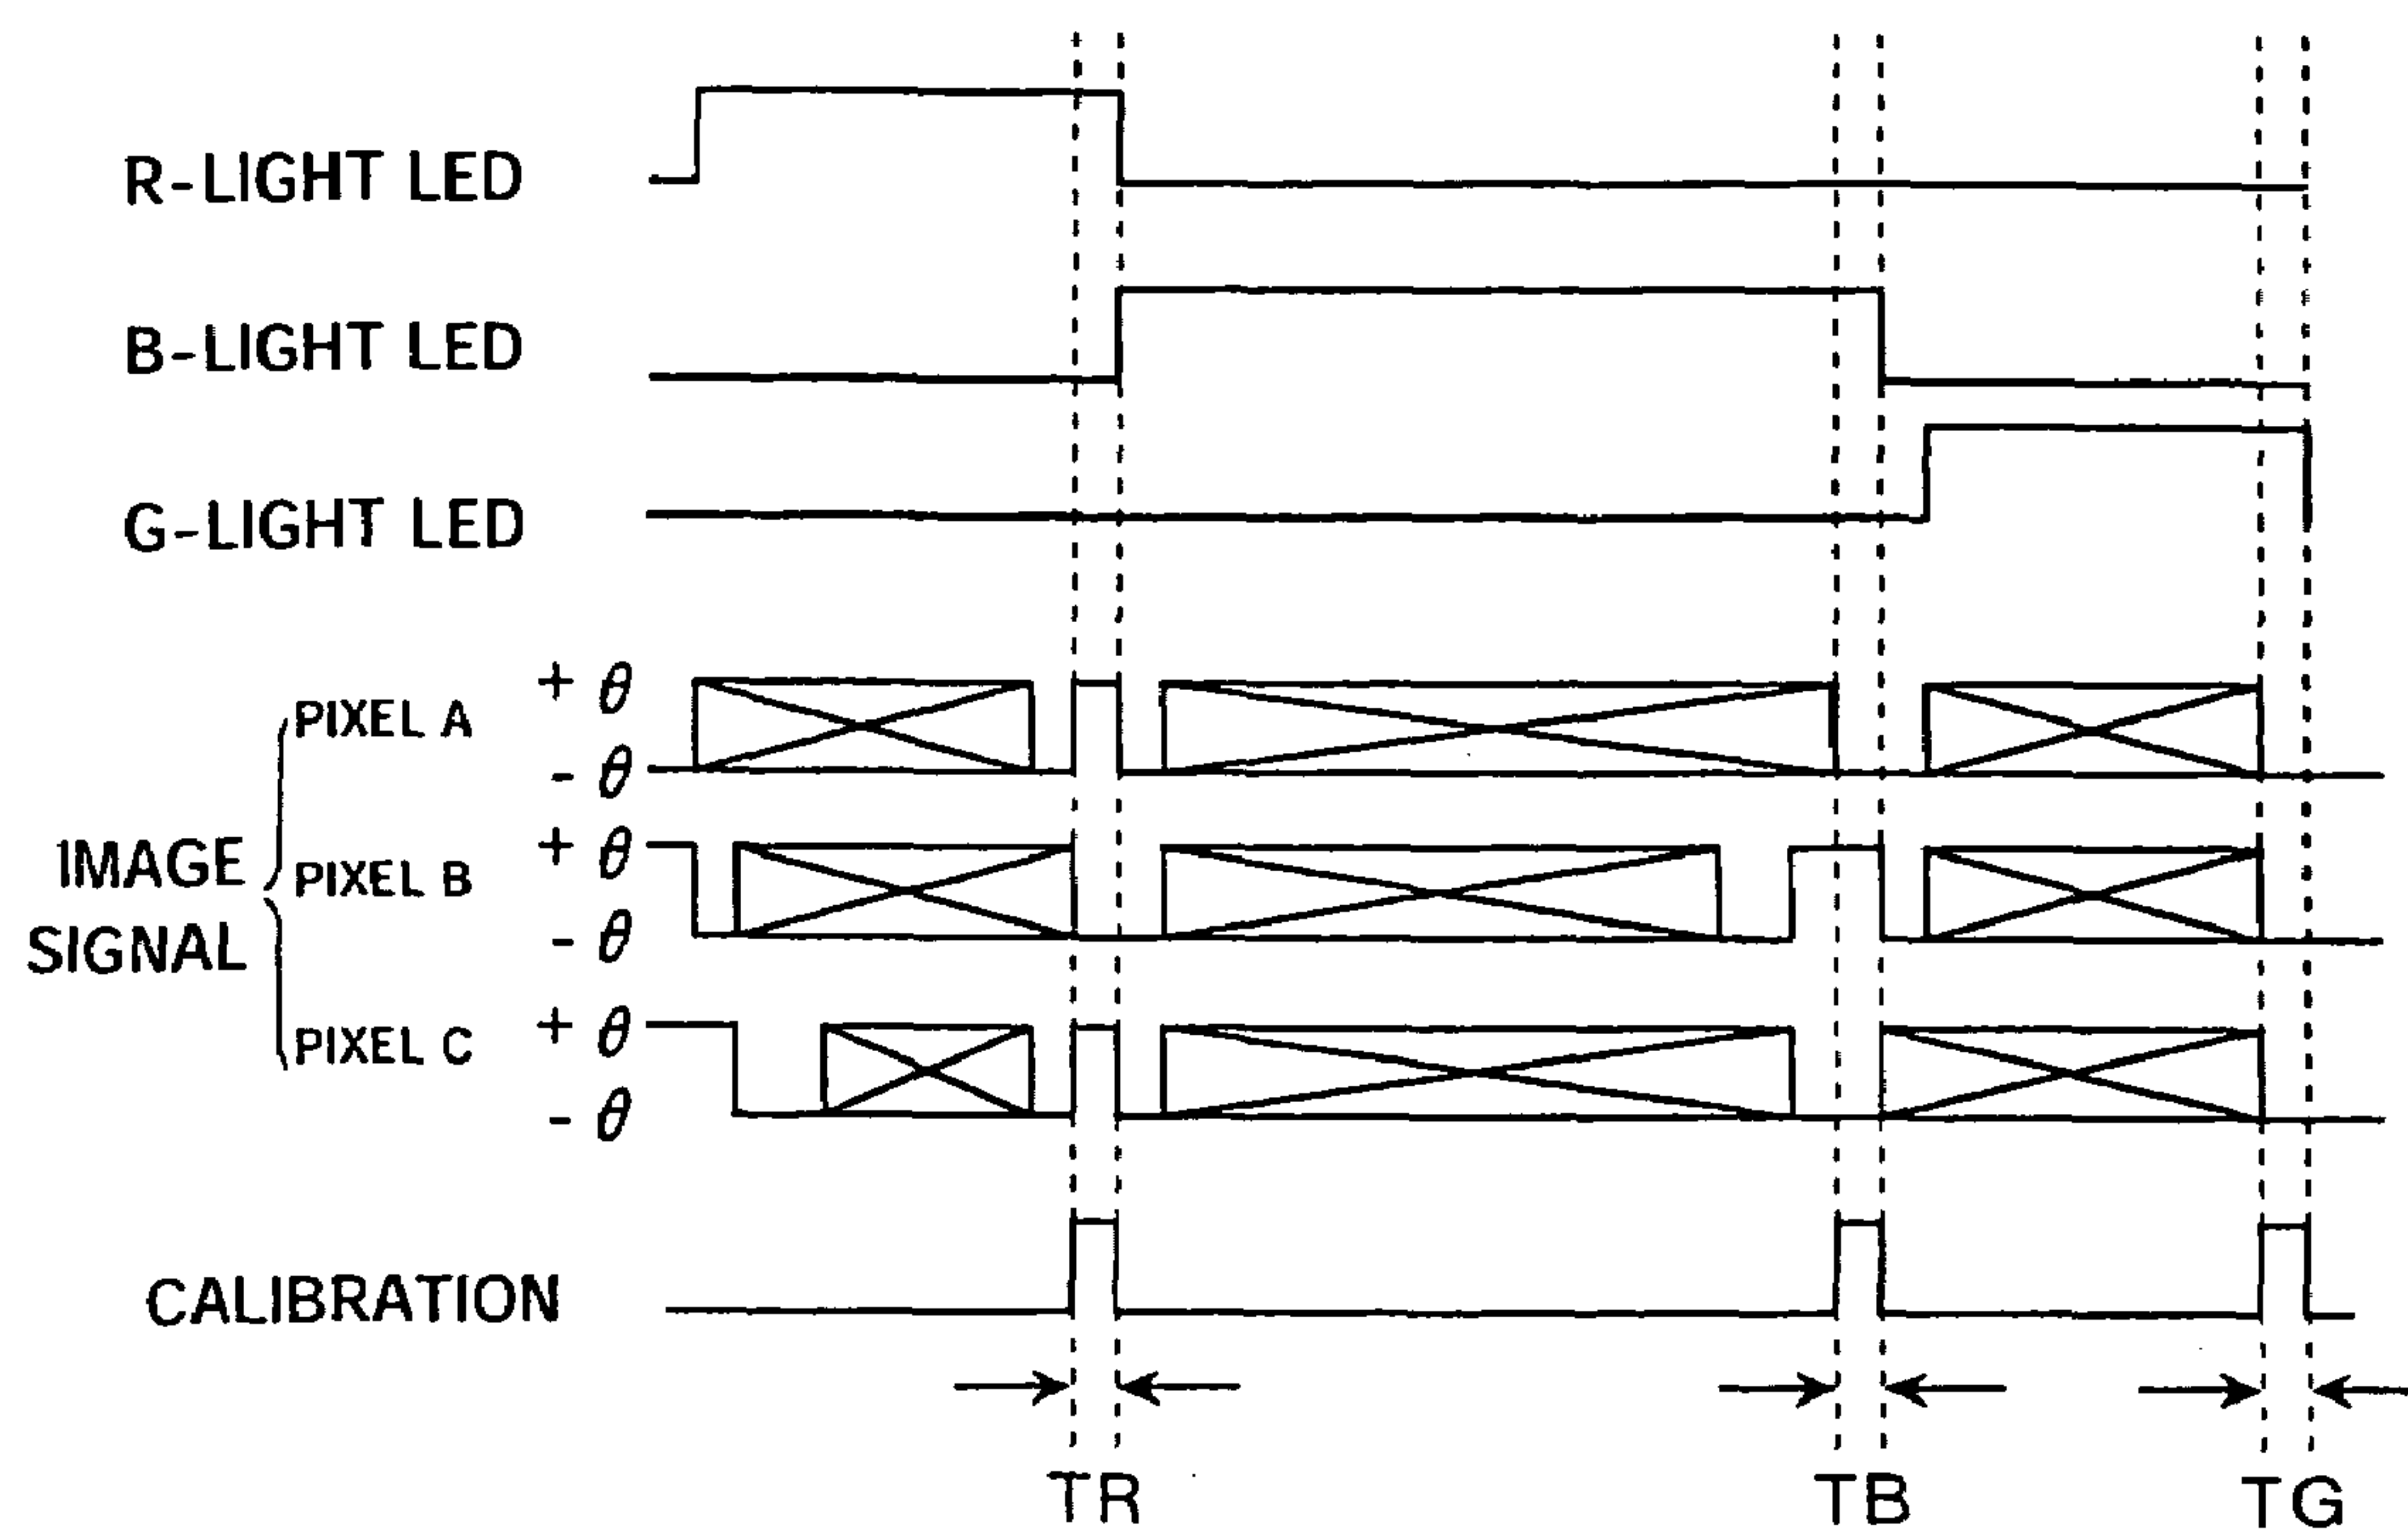 R-LIGHT LED
B-LIGHT LED
G-LIGHT LED
IMAGE SIGNAL
PIXEL A
+ θ
- θ
PIXEL B
+ θ
- θ
PIXEL C
+ θ
- θ
CALIBRATION
TR
TB
TG